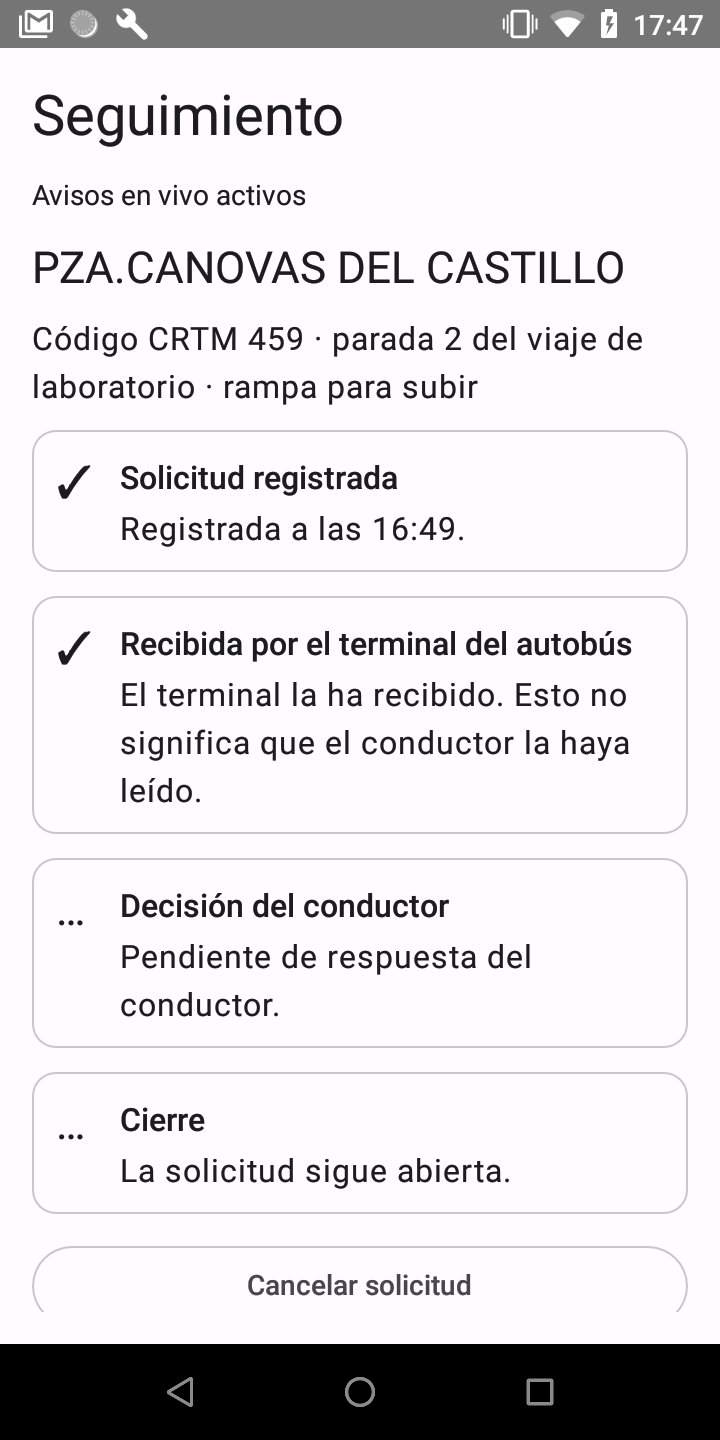 17:47
Seguimiento
Avisos en vivo activos
PZA.CANOVAS DEL CASTILLO
Código CRTM 459 · parada 2 del viaje de
laboratorio · rampa para subir
✓ Solicitud registrada
Registrada a las 16:49.
✓ Recibida por el terminal del autobús
El terminal la ha recibido. Esto no
significa que el conductor la haya
leído.
... Decisión del conductor
Pendiente de respuesta del
conductor.
... Cierre
La solicitud sigue abierta.
Cancelar solicitud